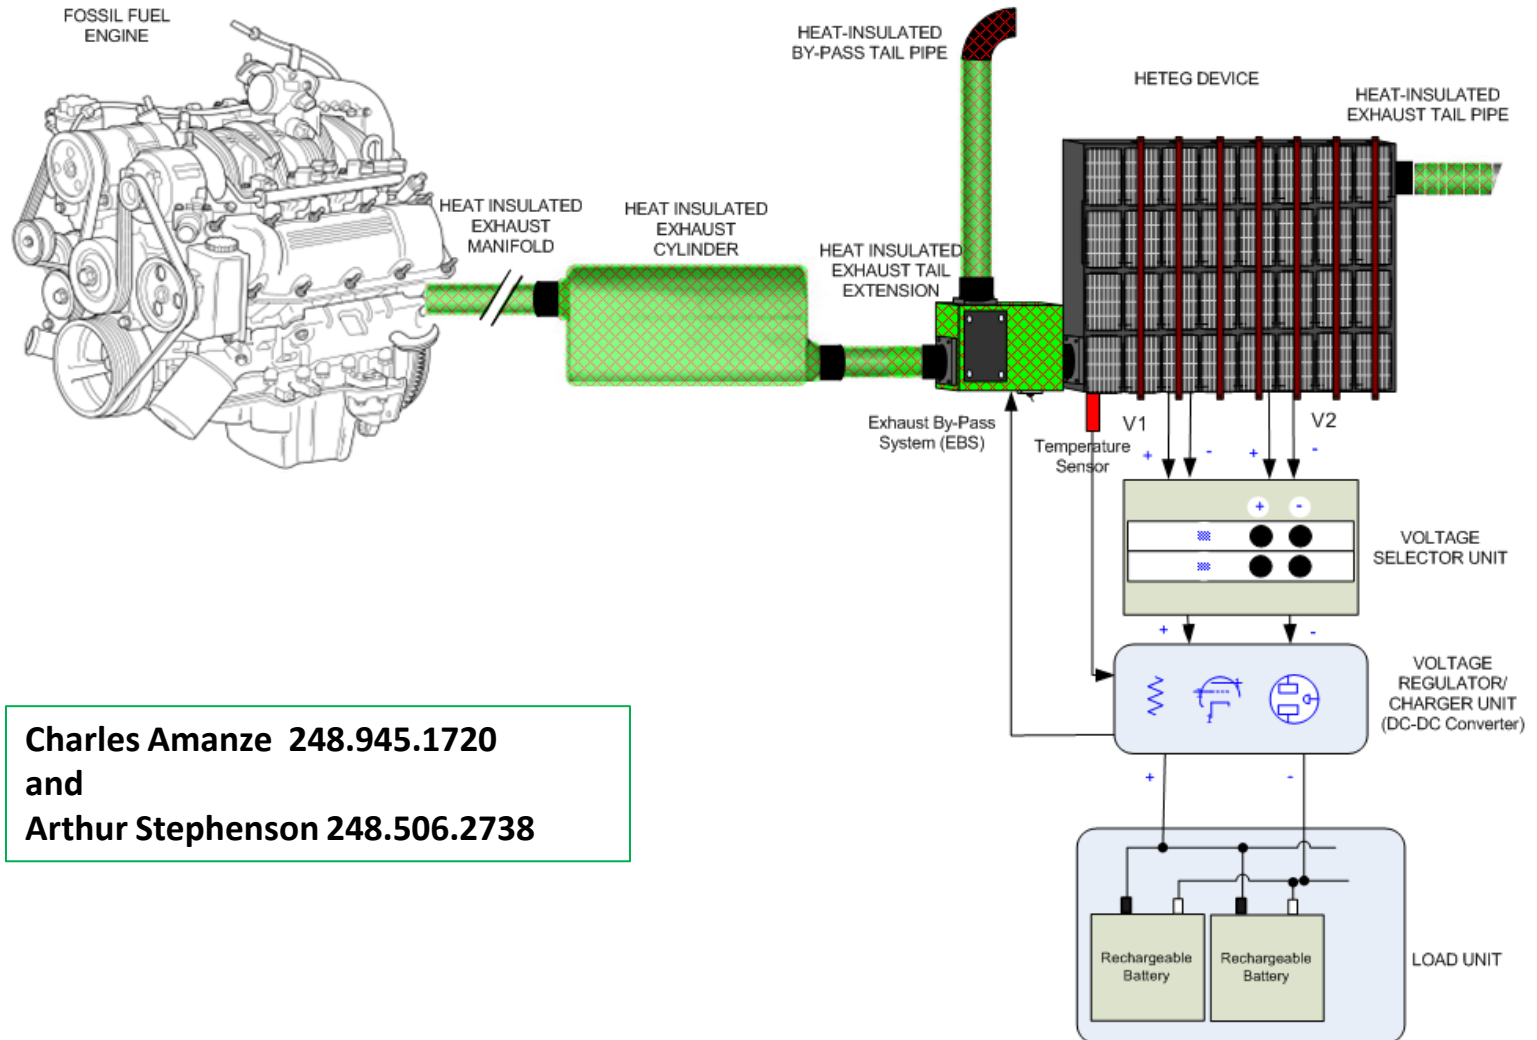 FOSSIL FUEL
ENGINE
HEAT-INSULATED
BY-PASS TAIL PIPE
HETEG DEVICE
HEAT-INSULATED
EXHAUST TAIL PIPE
HEAT INSULATED
EXHAUST
MANIFOLD
HEAT INSULATED
EXHAUST
CYLINDER
HEAT INSULATED
EXHAUST TAIL
EXTENSION
Exhaust By-Pass
System (EBS)
Temperature
Sensor
V1
V2
+ - + -
+ -
VOLTAGE
SELECTOR UNIT
+ -
VOLTAGE
REGULATOR/
CHARGER UNIT
(DC-DC Converter)
+ -
Charles Amanze 248.945.1720
and
Arthur Stephenson 248.506.2738
Rechargeable
Battery
Rechargeable
Battery
LOAD UNIT